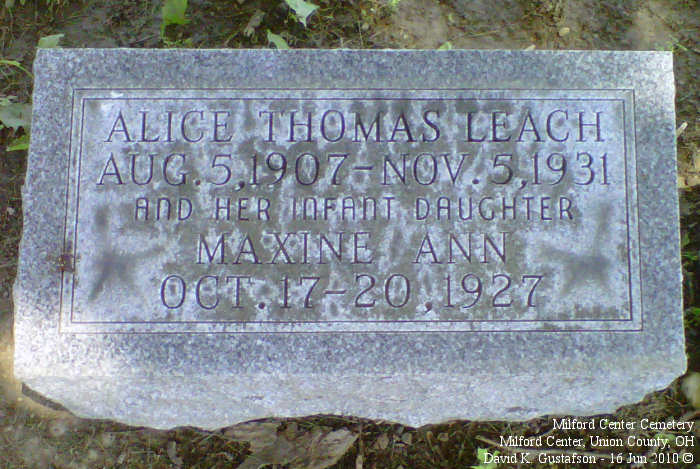 ALICE THOMAS LEACH
AUG. 5, 1907 - NOV. 5, 1931
AND HER INFANT DAUGHTER
MAXINE ANN
OCT. 17 - 20, 1927
Milford Center Cemetery
Milford Center, Union County, OH
David K. Gustafson - 16 Jun 2010 ©